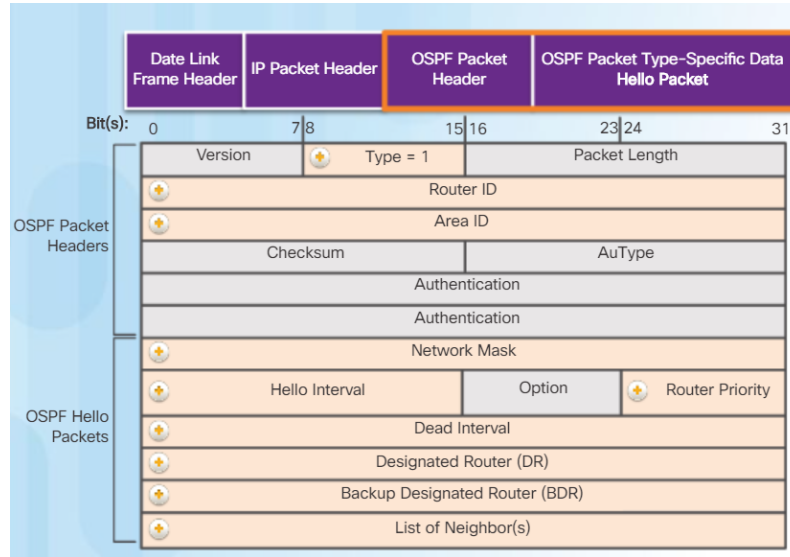 Date Link
Frame Header
IP Packet Header
OSPF Packet
Header
OSPF Packet Type-Specific Data
Hello Packet
Bit(s): 0 7 8 15 16 23 24 31
OSPF Packet
Headers
Version Type = 1 Packet Length
Router ID
Area ID
Checksum AuType
Authentication
Authentication
OSPF Hello
Packets
Network Mask
Hello Interval Option Router Priority
Dead Interval
Designated Router (DR)
Backup Designated Router (BDR)
List of Neighbor(s)